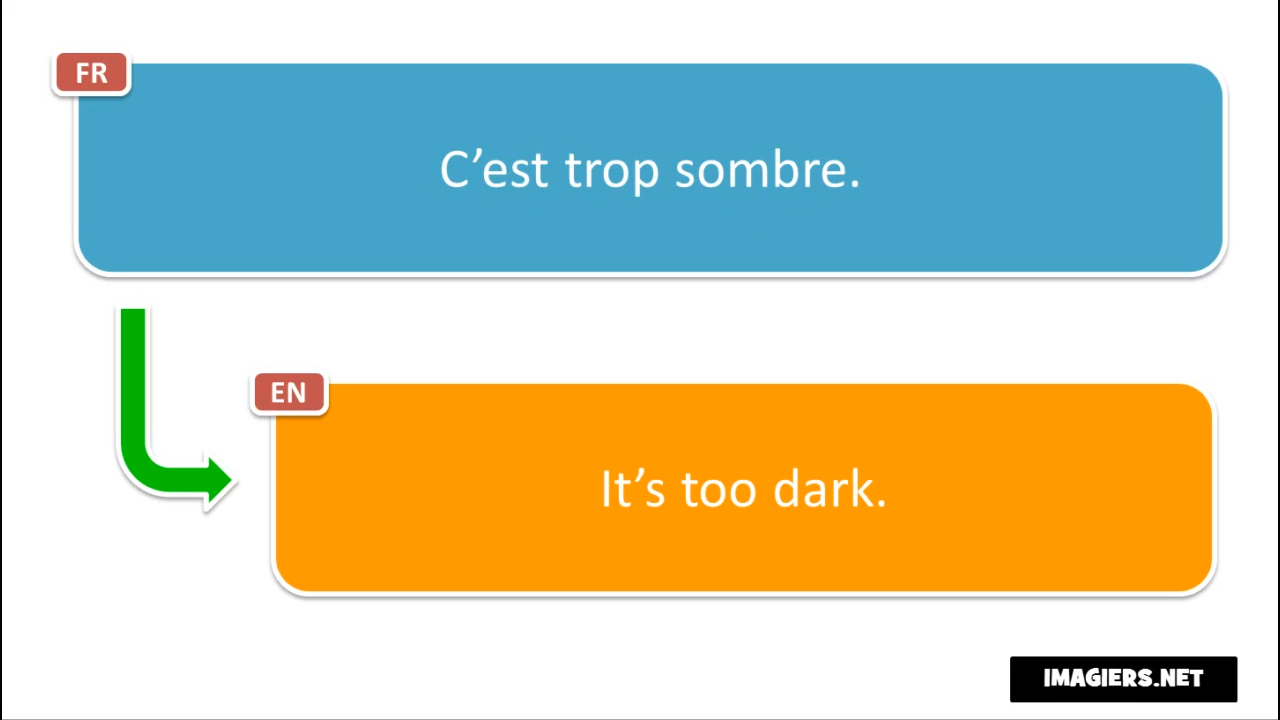 FR
C’est trop sombre.
EN
It’s too dark.
IMAGIERS.NET